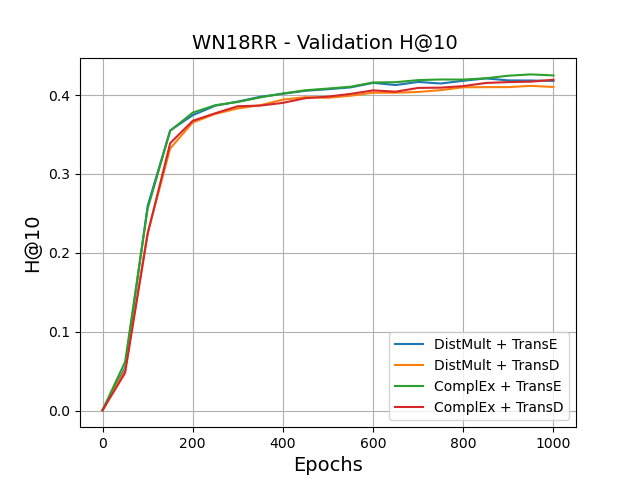 WN18RR - Validation H@10
H@10
0.4
0.3
0.2
0.1
0.0
0 200 400 600 800 1000
Epochs
DistMult + TransE
DistMult + TransD
ComplEx + TransE
ComplEx + TransD